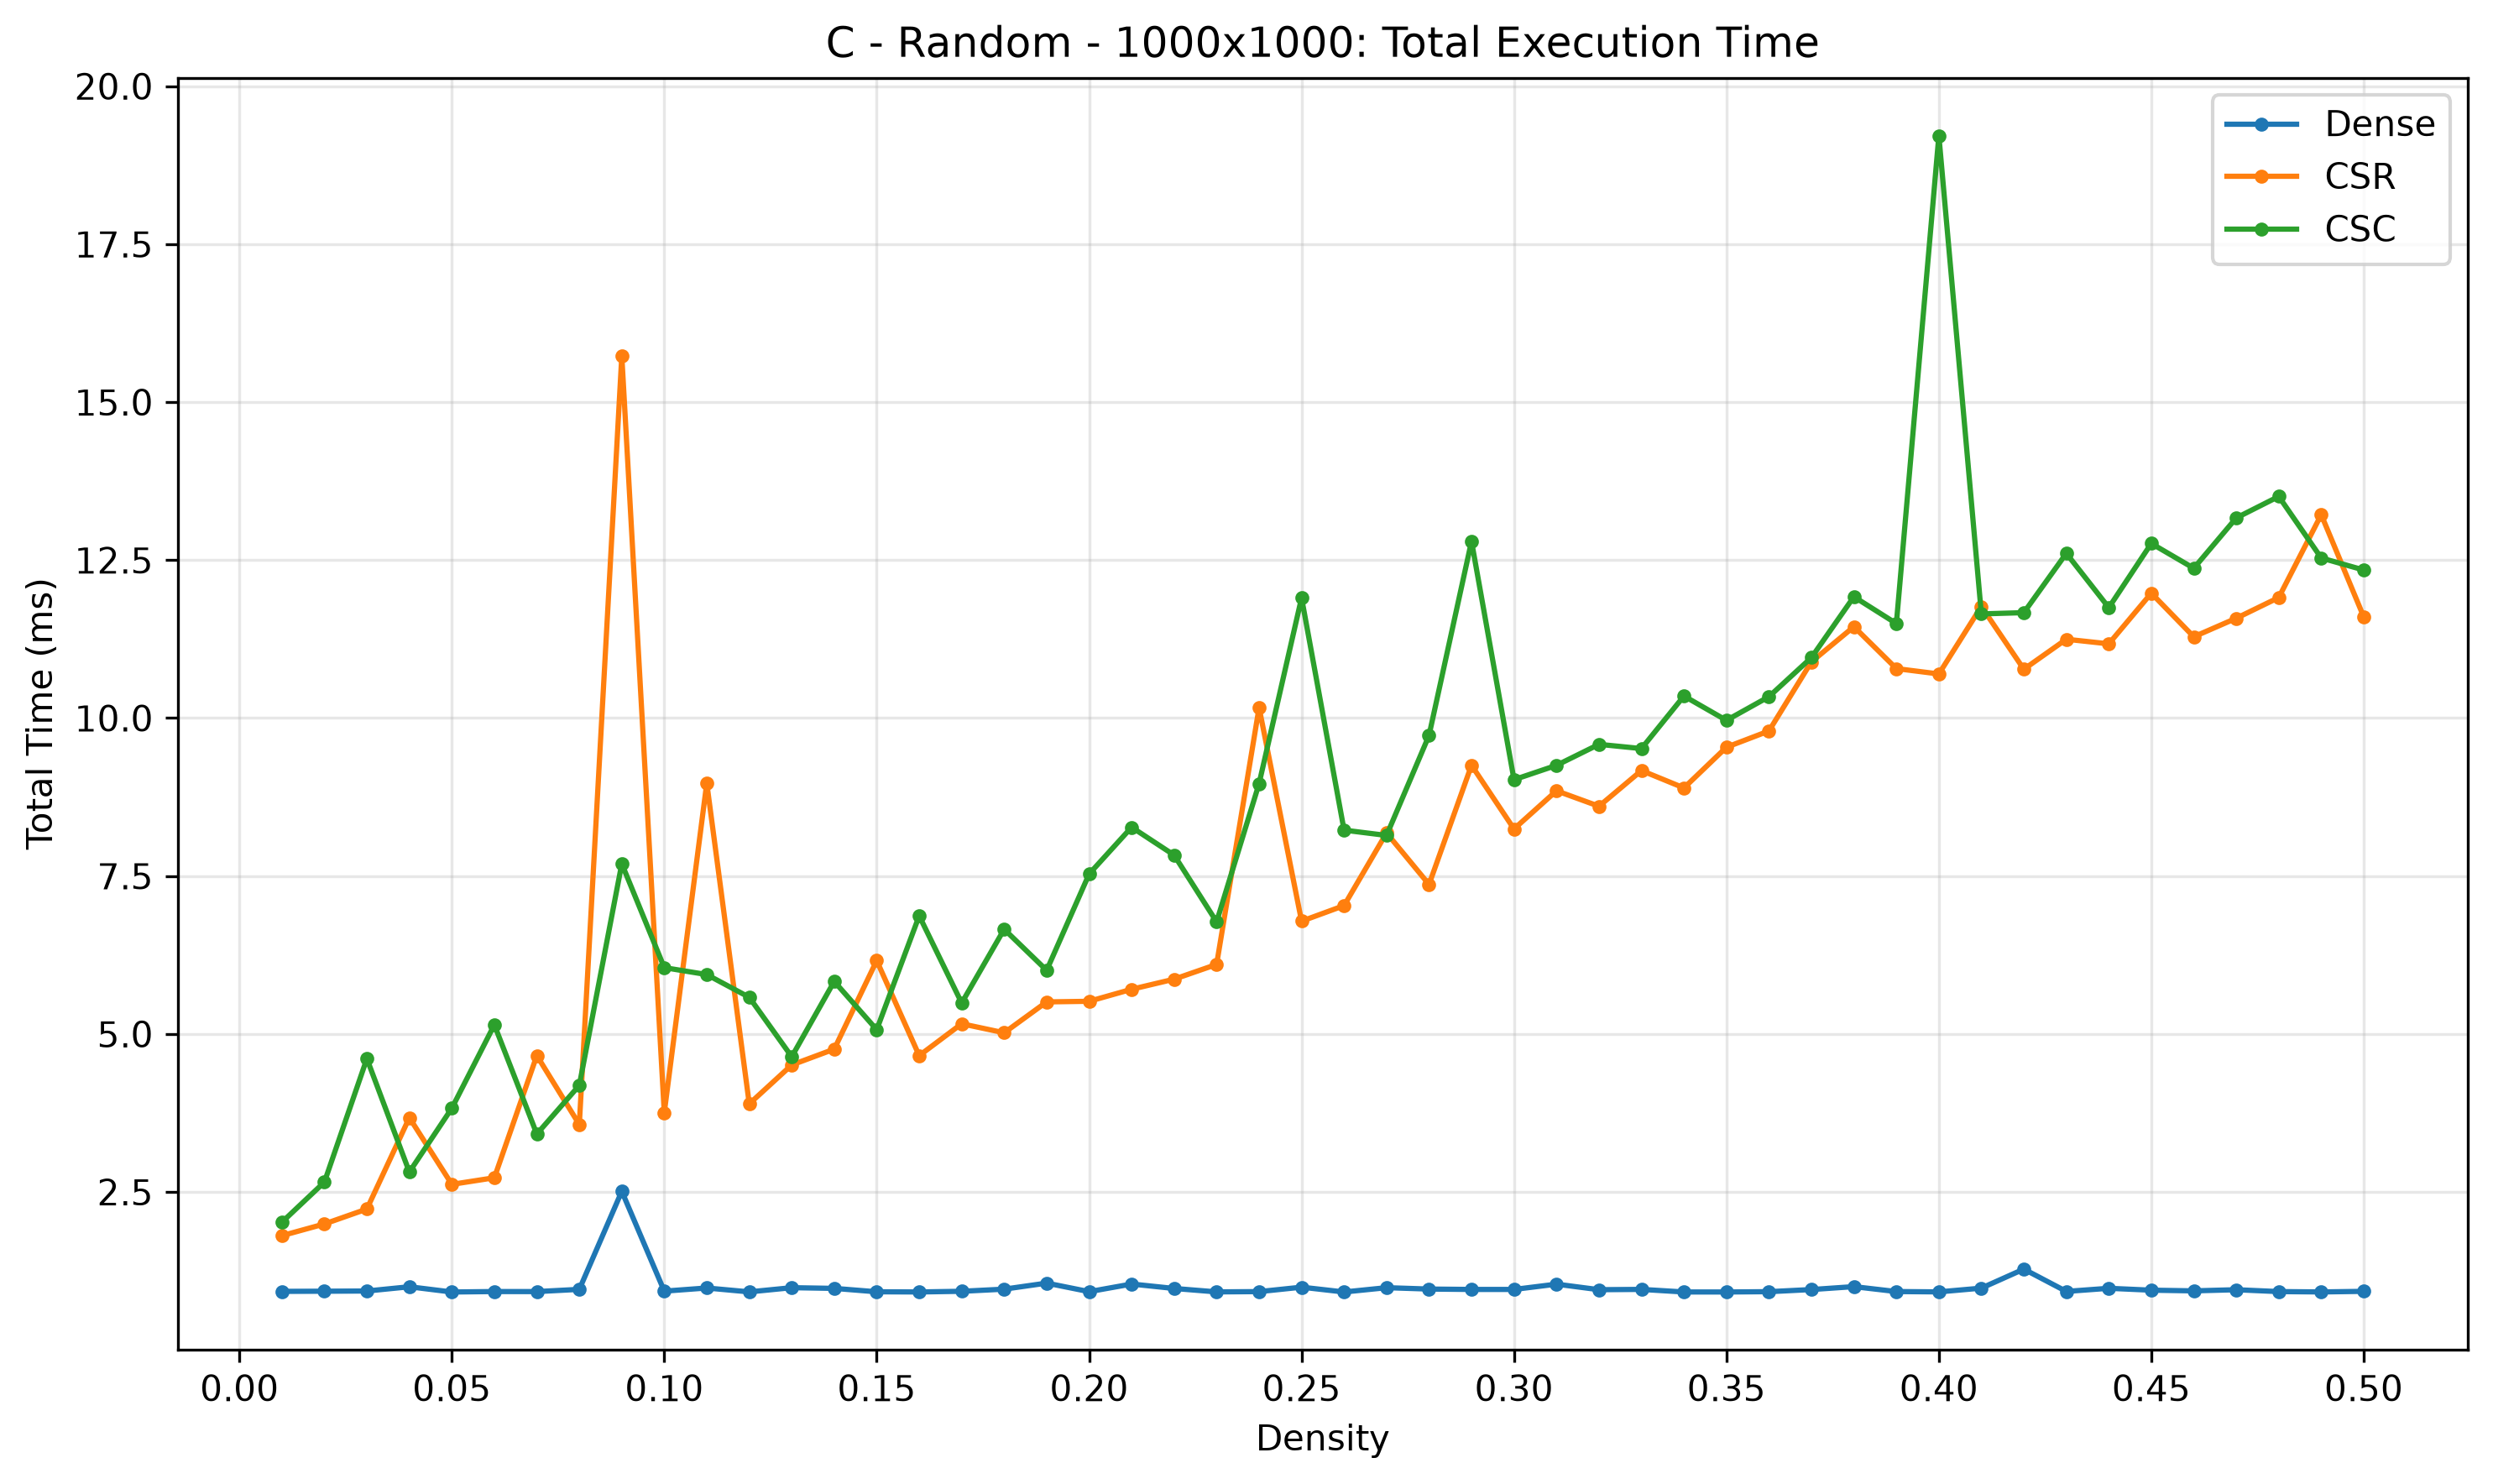 C - Random - 1000x1000: Total Execution Time
Dense
CSR
CSC
Total Time (ms)
20.0
17.5
15.0
12.5
10.0
7.5
5.0
2.5
0.00 0.05 0.10 0.15 0.20 0.25 0.30 0.35 0.40 0.45 0.50
Density